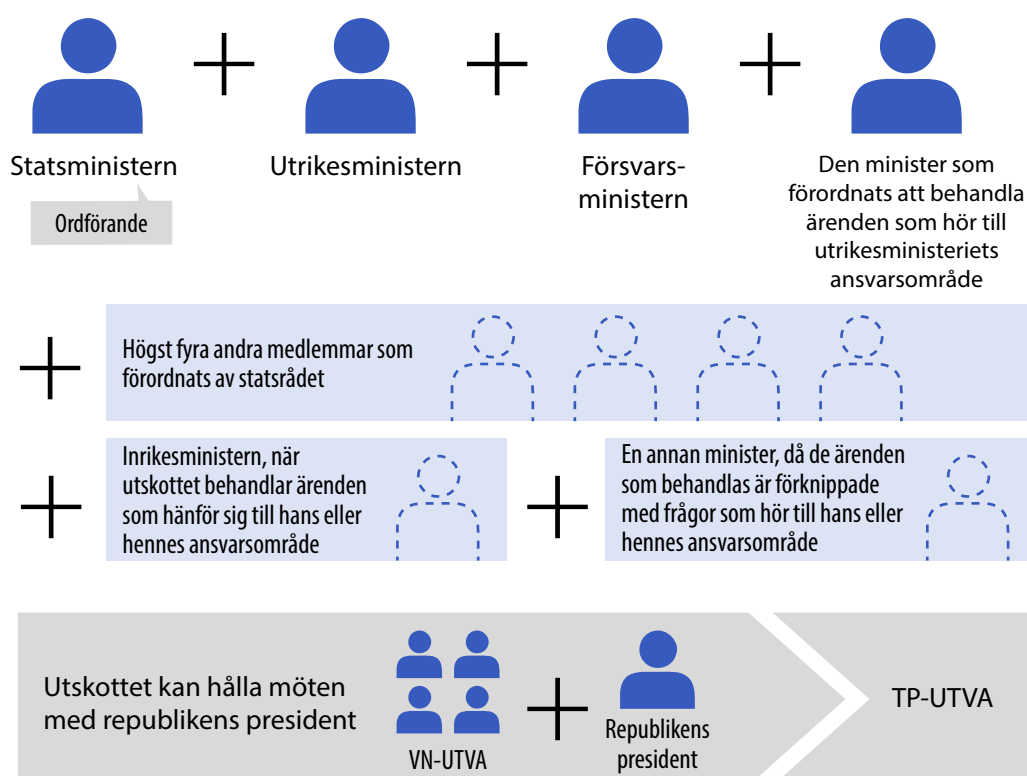 Statsministern
Ordförande
Utrikesministern
Försvars-
ministern
Den minister som
förordnats att behandla
ärenden som hör till
utrikesministeriets
ansvarsområde
Högst fyra andra medlemmar som
förordnats av statsrådet
Inrikesministern, när
utskottet behandlar ärenden
som hänför sig till hans eller
hennes ansvarsområde
En annan minister, då de ärenden
som behandlas är förknippade
med frågor som hör till hans eller
hennes ansvarsområde
Utskottet kan hålla möten
med republikens president
VN-UTVA
Republikens
president
TP-UTVA